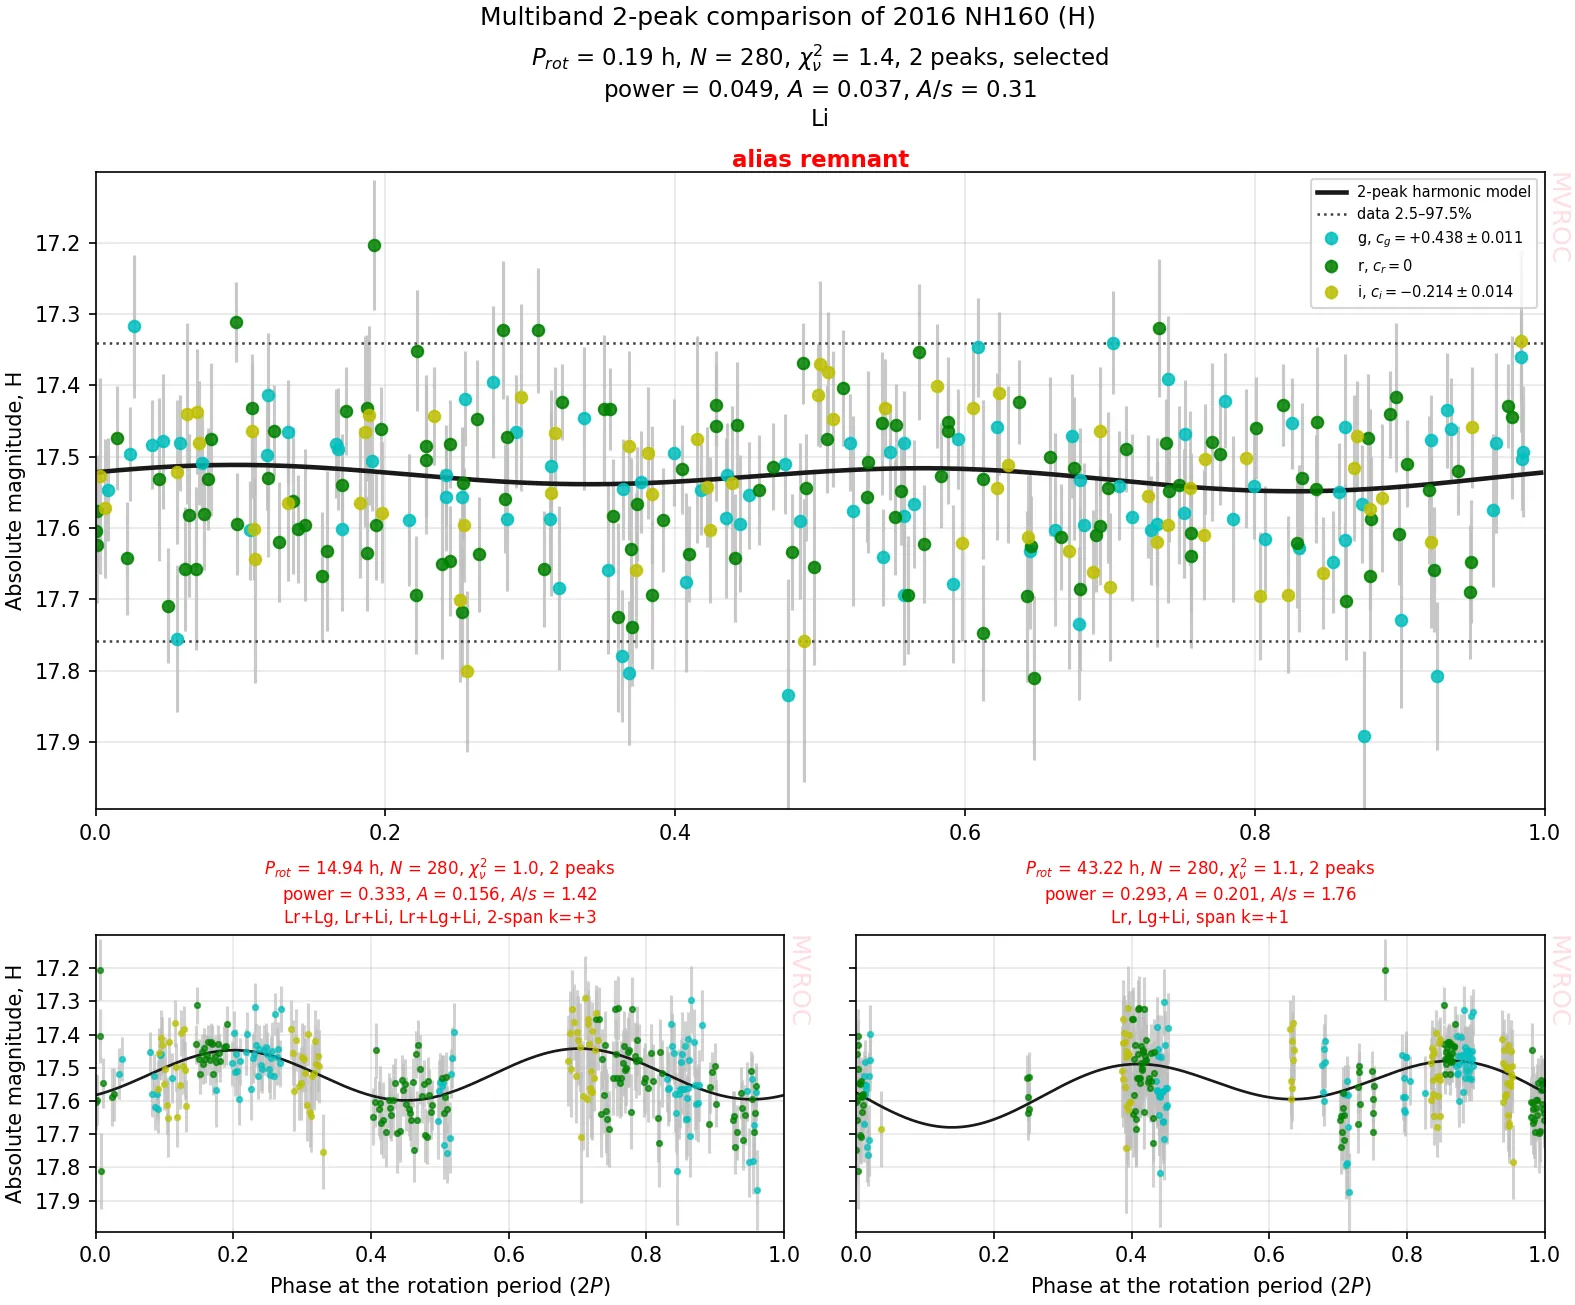 Multiband 2-peak comparison of 2016 NH160 (H)
P_rot = 0.19 h, N = 280, χ²_ν = 1.4, 2 peaks, selected
power = 0.049, A = 0.037, A/s = 0.31
Li
alias remnant
2-peak harmonic model
data 2.5–97.5%
g, c_g = +0.438 ± 0.011
r, c_r = 0
i, c_i = −0.214 ± 0.014
MVROC
Absolute magnitude, H
17.2
17.3
17.4
17.5
17.6
17.7
17.8
17.9
0.0 0.2 0.4 0.6 0.8 1.0
P_rot = 14.94 h, N = 280, χ²_ν = 1.0, 2 peaks
power = 0.333, A = 0.156, A/s = 1.42
Lr+Lg, Lr+Li, Lr+Lg+Li, 2-span k=+3
MVROC
Absolute magnitude, H
17.2
17.3
17.4
17.5
17.6
17.7
17.8
17.9
0.0 0.2 0.4 0.6 0.8 1.0
Phase at the rotation period (2P)
P_rot = 43.22 h, N = 280, χ²_ν = 1.1, 2 peaks
power = 0.293, A = 0.201, A/s = 1.76
Lr, Lg+Li, span k=+1
MVROC
0.0 0.2 0.4 0.6 0.8 1.0
Phase at the rotation period (2P)